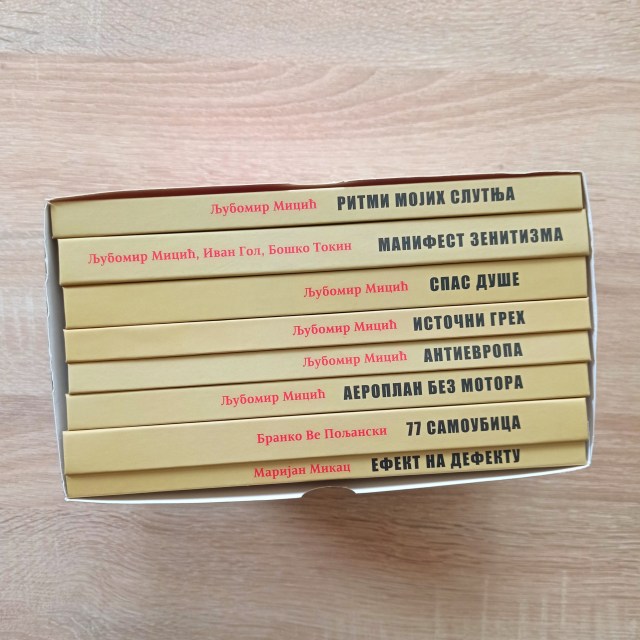 Љубомир Мицић РИТМИ МОЈИХ СЛУТЊА
Љубомир Мицић, Иван Гол, Бошко Токин МАНИФЕСТ ЗЕНИТИЗМА
Љубомир Мицић СПАС ДУШЕ
Љубомир Мицић ИСТОЧНИ ГРЕХ
Љубомир Мицић АНТИЕВРОПА
Љубомир Мицић АЕРОПЛАН БЕЗ МОТОРА
Бранко Ве Пољански 77 САМОУБИЦА
Маријан Микац ЕФЕКТ НА ДЕФЕКТУ